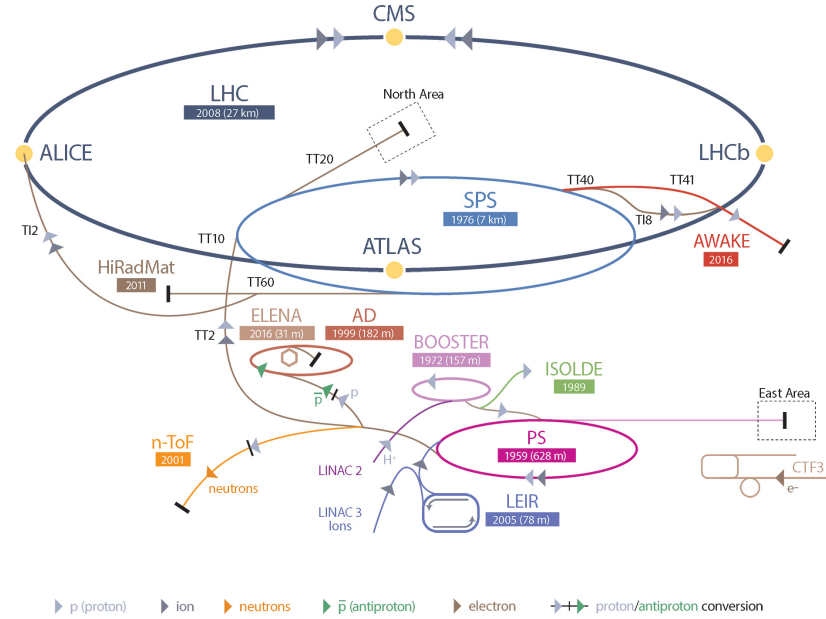 CMS
LHC
2008 (27 km)
North Area
ALICE
TT20
LHCb
TT40
TT41
SPS
1976 (7 km)
TI2
TT10
TI8
ATLAS
AWAKE
2016
HiRadMat
2011
TT60
ELENA
2016 (31 m)
AD
1999 (182 m)
TT2
BOOSTER
1972 (157 m)
ISOLDE
1989
p
p̅
East Area
n-ToF
2001
PS
1959 (628 m)
H⁺
LINAC 2
neutrons
CTF3
e–
LEIR
2005 (78 m)
LINAC 3
Ions
p (proton)
ion
neutrons
p̅ (antiproton)
electron
proton/antiproton conversion